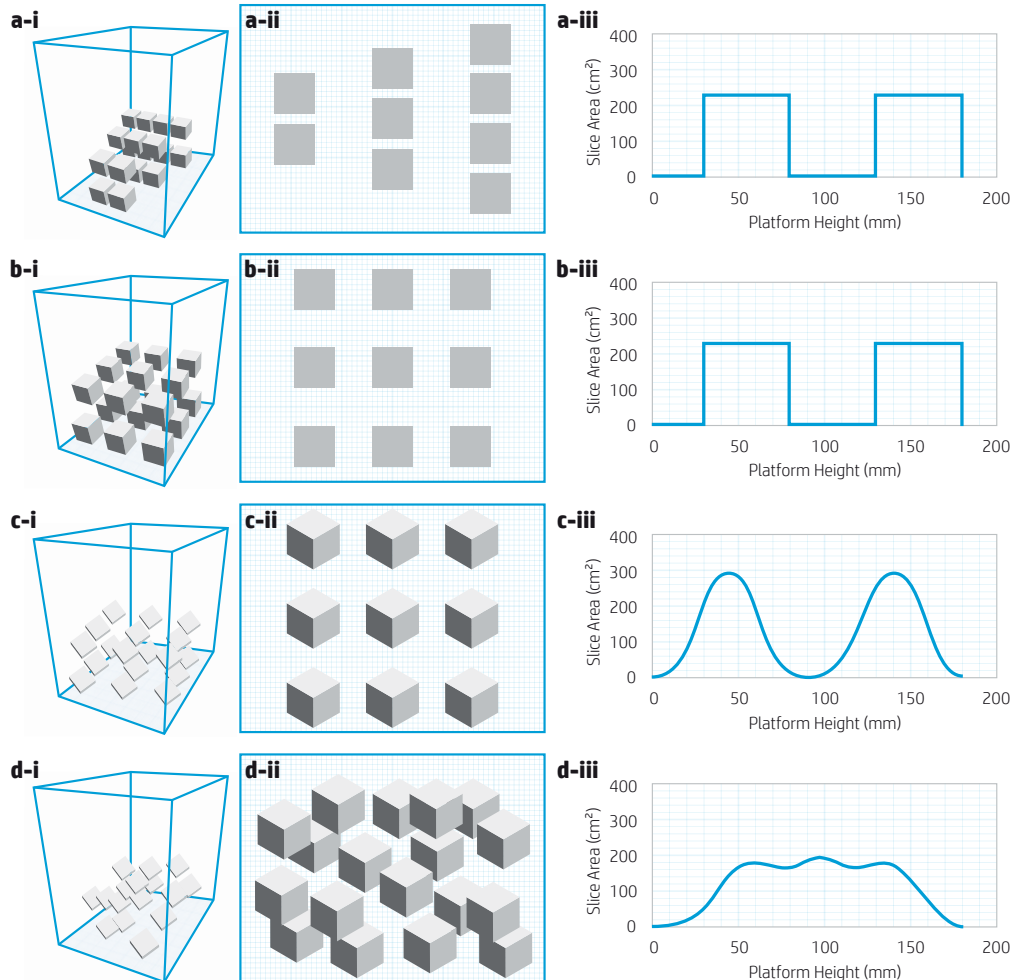 a-i
a-ii
a-iii
400
300
200
100
0
Slice Area (cm²)
0 50 100 150 200
Platform Height (mm)
b-i
b-ii
b-iii
400
300
200
100
0
Slice Area (cm²)
0 50 100 150 200
Platform Height (mm)
c-i
c-ii
c-iii
400
300
200
100
0
Slice Area (cm²)
0 50 100 150 200
Platform Height (mm)
d-i
d-ii
d-iii
400
300
200
100
0
Slice Area (cm²)
0 50 100 150 200
Platform Height (mm)